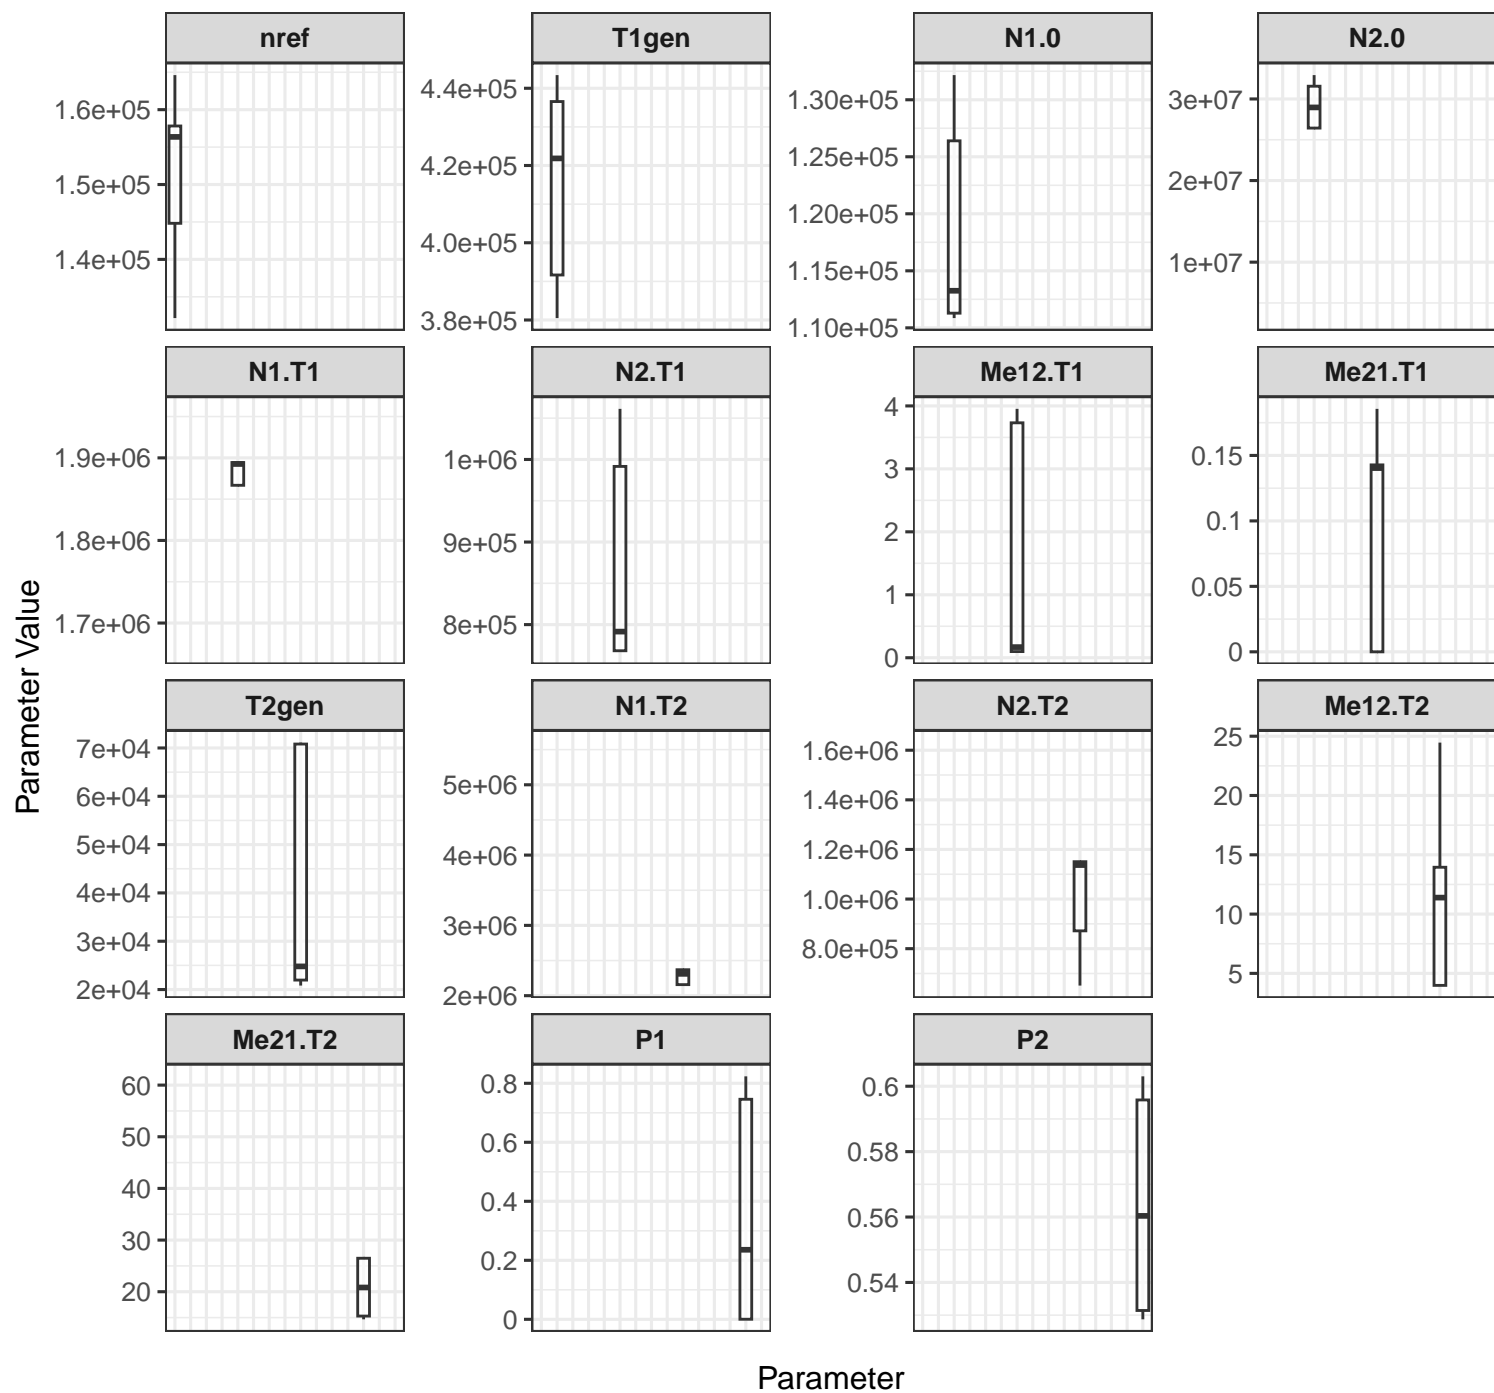 nref
T1gen
N1.0
N2.0
1.6e+05
1.5e+05
1.4e+05
4.4e+05
4.2e+05
4.0e+05
3.8e+05
1.30e+05
1.25e+05
1.20e+05
1.15e+05
1.10e+05
3e+07
2e+07
1e+07
N1.T1
N2.T1
Me12.T1
Me21.T1
1.9e+06
1.8e+06
1.7e+06
1e+06
9e+05
8e+05
4
3
2
1
0
0.15
0.1
0.05
0
Parameter Value
T2gen
N1.T2
N2.T2
Me12.T2
7e+04
6e+04
5e+04
4e+04
3e+04
2e+04
5e+06
4e+06
3e+06
2e+06
1.6e+06
1.4e+06
1.2e+06
1.0e+06
8.0e+05
25
20
15
10
5
Me21.T2
P1
P2
60
50
40
30
20
0.8
0.6
0.4
0.2
0
0.6
0.58
0.56
0.54
Parameter